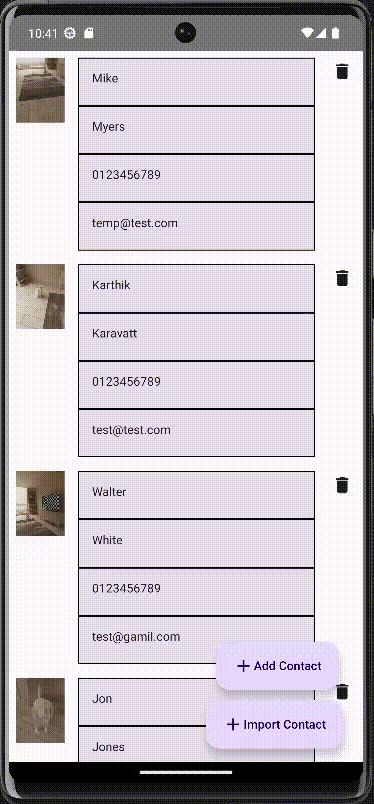 10:41
Mike
Myers
0123456789
temp@test.com
Karthik
Karavatt
0123456789
test@test.com
Walter
White
0123456789
test@gamil.com
Add Contact
Jon
Import Contact
Jones